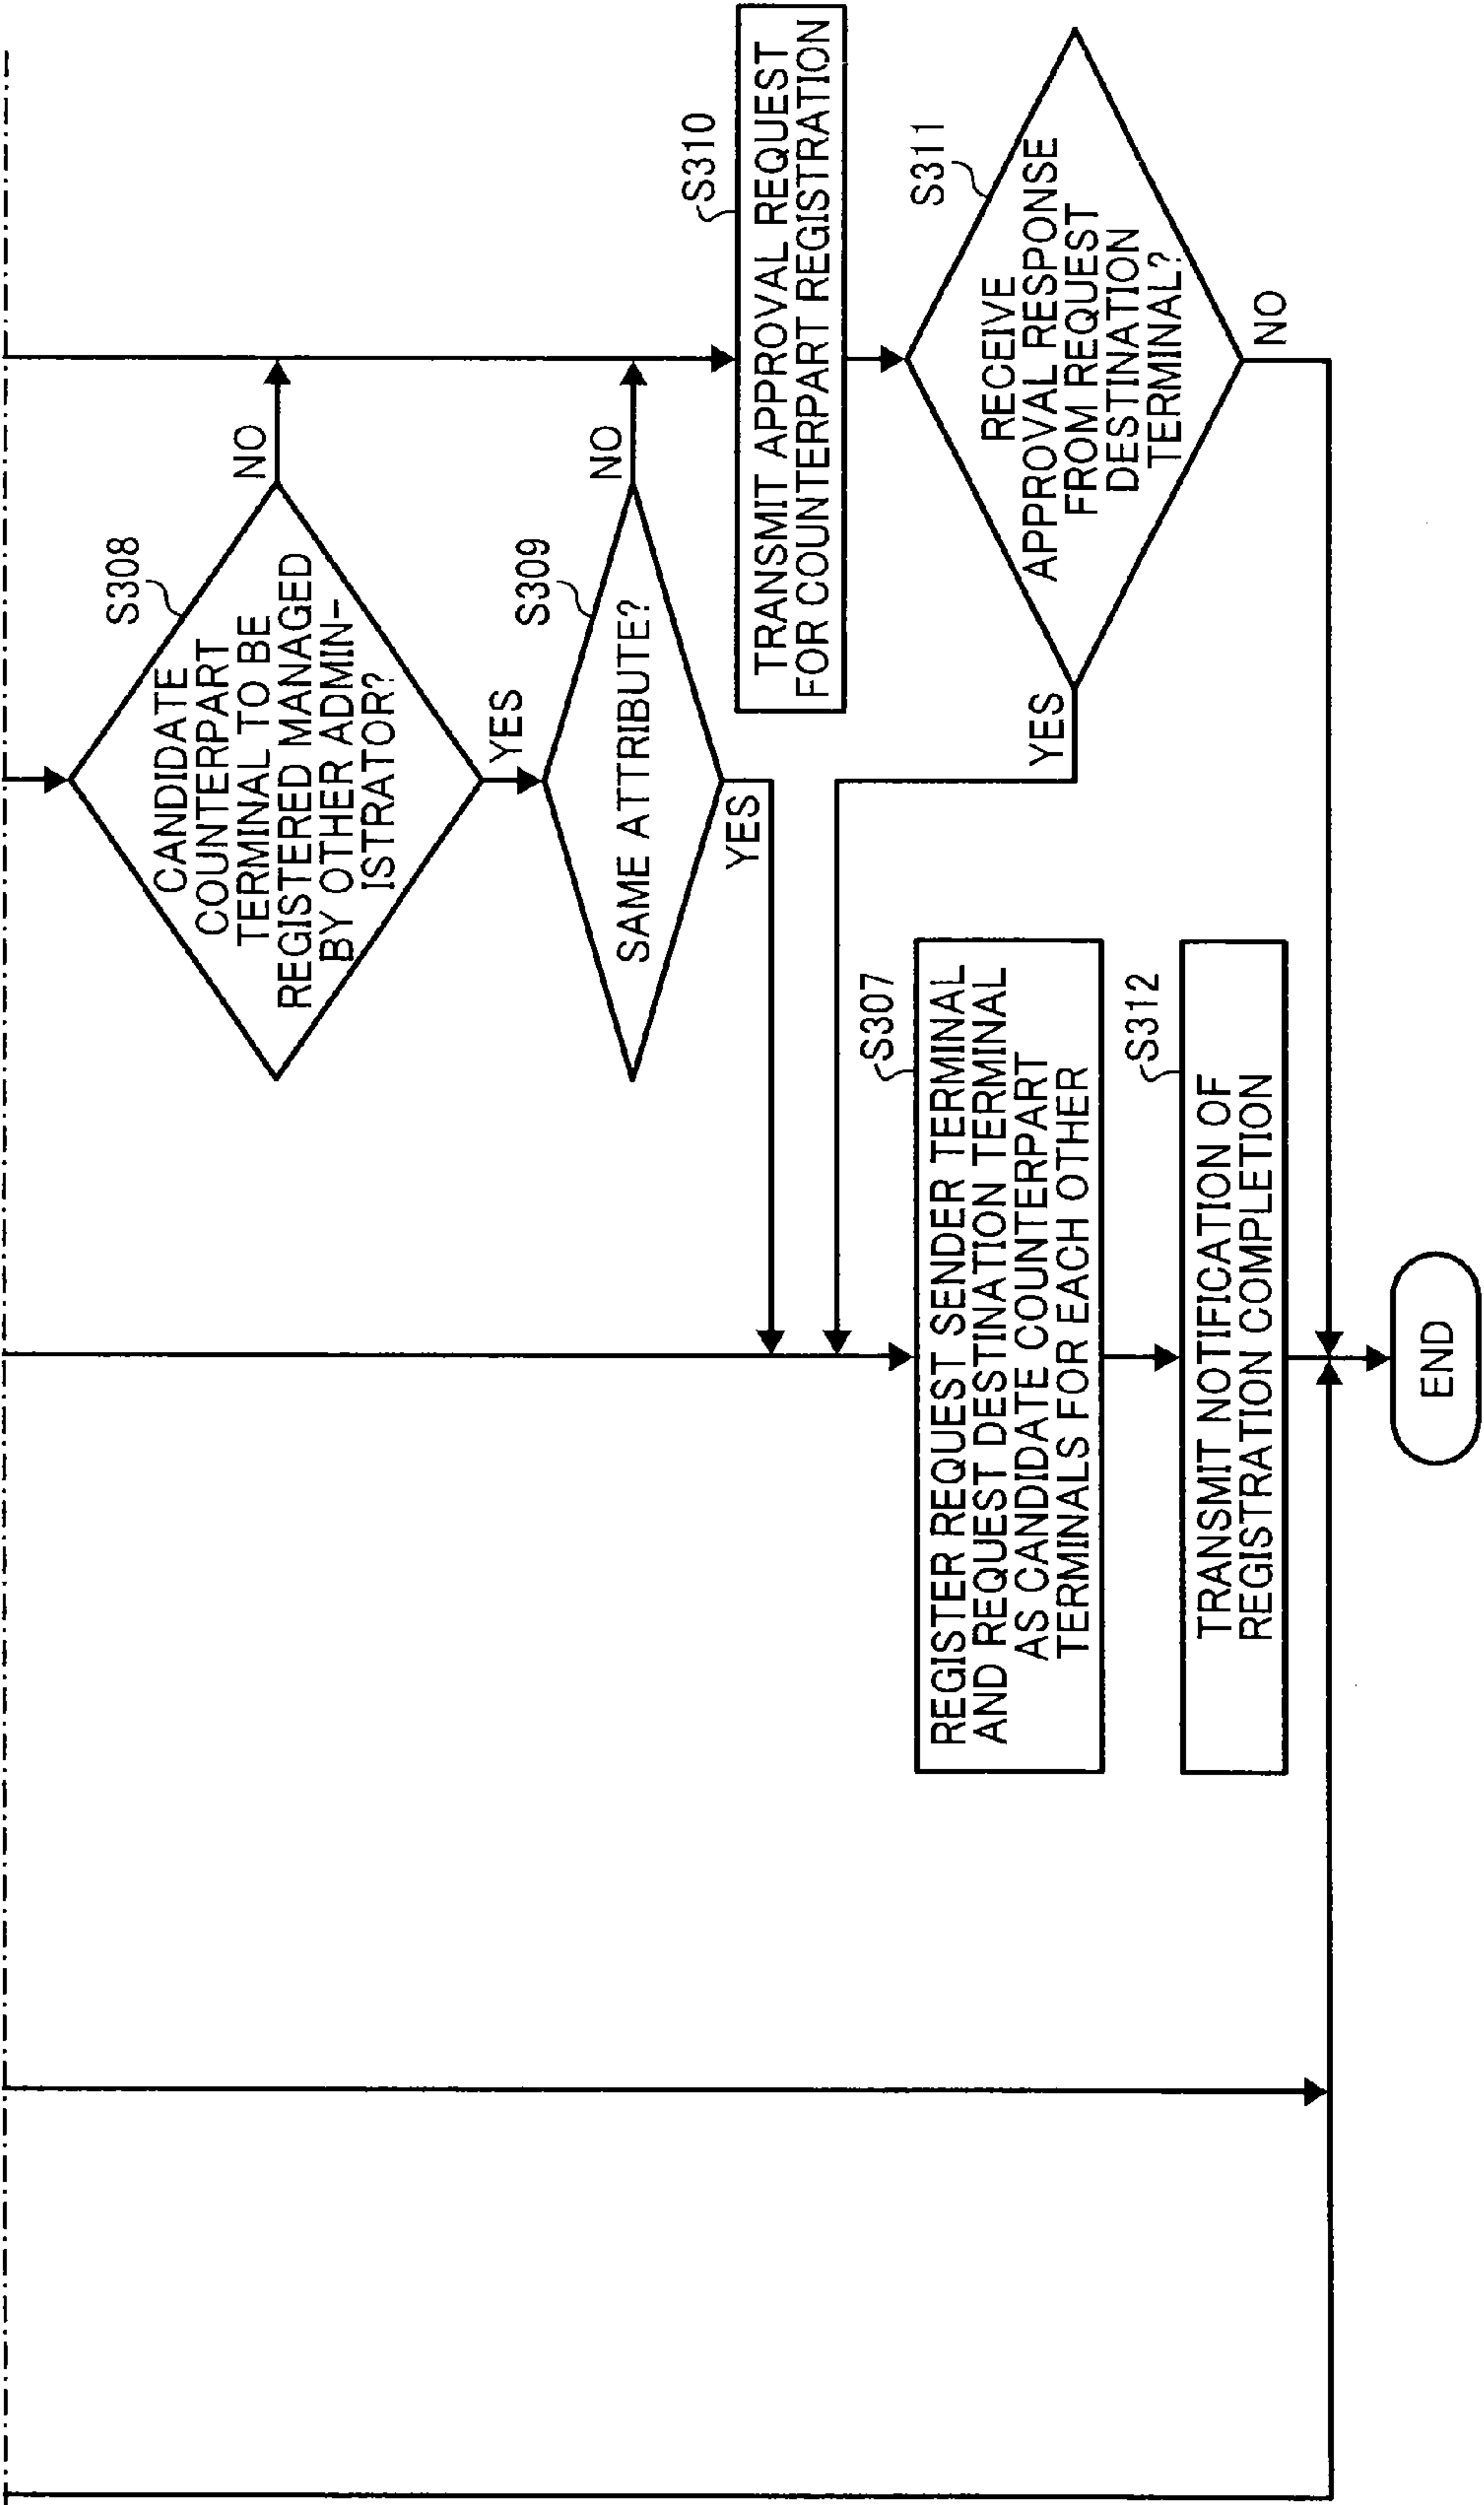 S308
CANDIDATE
COUNTERPART
TERMINAL TO BE
REGISTERED MANAGED
BY OTHER ADMIN-
ISTRATOR?
NO
YES
S309
SAME ATTRIBUTE?
NO
YES
S310
TRANSMIT APPROVAL REQUEST
FOR COUNTERPART REGISTRATION
S311
RECEIVE
APPROVAL RESPONSE
FROM REQUEST
DESTINATION
TERMINAL?
YES
NO
S307
REGISTER REQUEST SENDER TERMINAL
AND REQUEST DESTINATION TERMINAL
AS CANDIDATE COUNTERPART
TERMINALS FOR EACH OTHER
S312
TRANSMIT NOTIFICATION OF
REGISTRATION COMPLETION
END